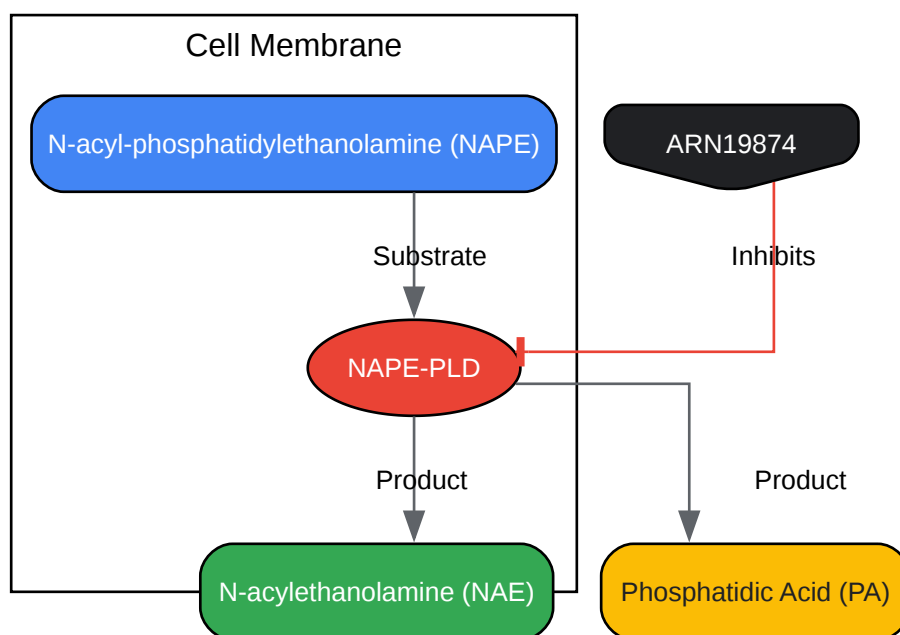 Cell Membrane
N-acyl-phosphatidylethanolamine (NAPE)
ARN19874
Substrate
Inhibits
NAPE-PLD
Product
Product
N-acylethanolamine (NAE)
Phosphatidic Acid (PA)